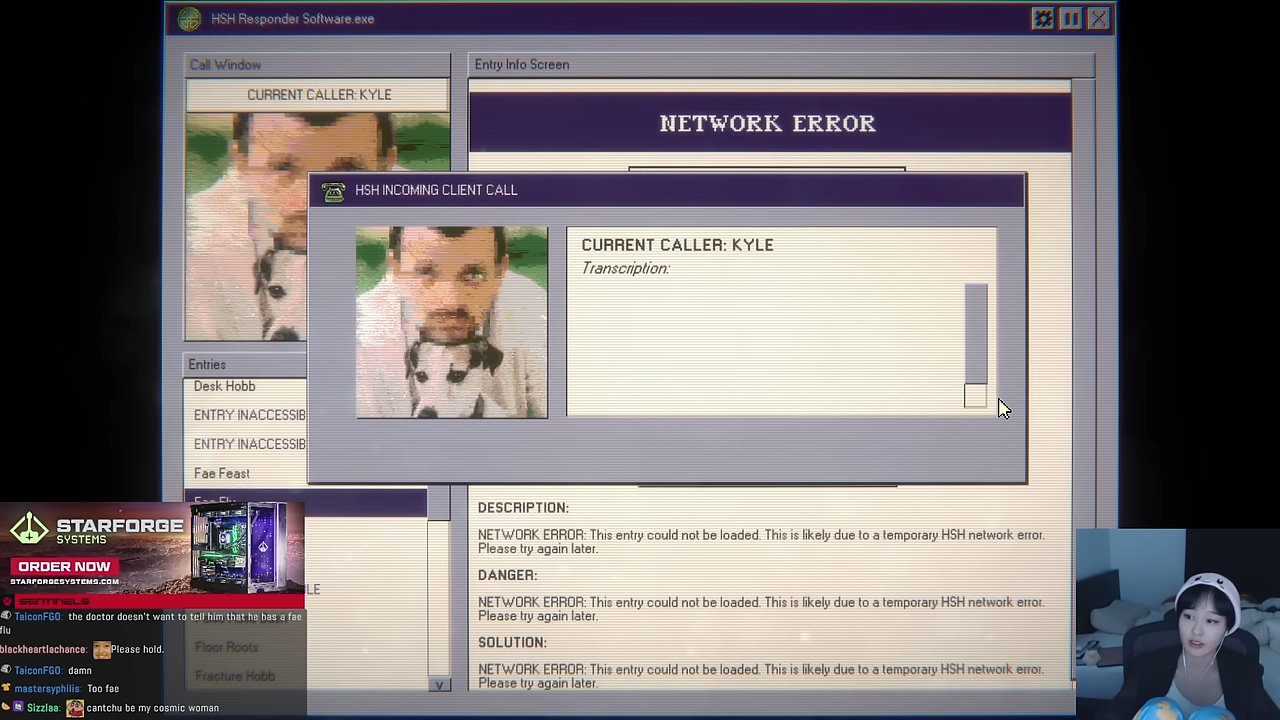 HSH Responder Software.exe
Call Window
Entry Info Screen
CURRENT CALLER: KYLE
NETWORK ERROR
HSH INCOMING CLIENT CALL
CURRENT CALLER: KYLE
Transcription:
Entries
Desk Hobb
ENTRY INACCESSIB
ENTRY INACCESSIB
Fae Feast
LE
Floor Roots
Fracture Hobb
v
DESCRIPTION:
NETWORK ERROR: This entry could not be loaded. This is likely due to a temporary HSH network error.
Please try again later.
DANGER:
NETWORK ERROR: This entry could not be loaded. This is likely due to a temporary HSH network error.
Please try again later.
SOLUTION:
NETWORK ERROR: This entry could not be loaded. This is likely due to a temporary HSH network error.
Please try again later.
STARFORGE
SYSTEMS
ORDER NOW
STARFORGESYSTEMS.COM
SENTINELS
TaiconFGO: the doctor doesn't want to tell him that he has a fae
flu
blackheartlachance: Please hold.
TaiconFGO: damn
mastersyphilis: Too fae
Sizzlaa: cantchu be my cosmic woman